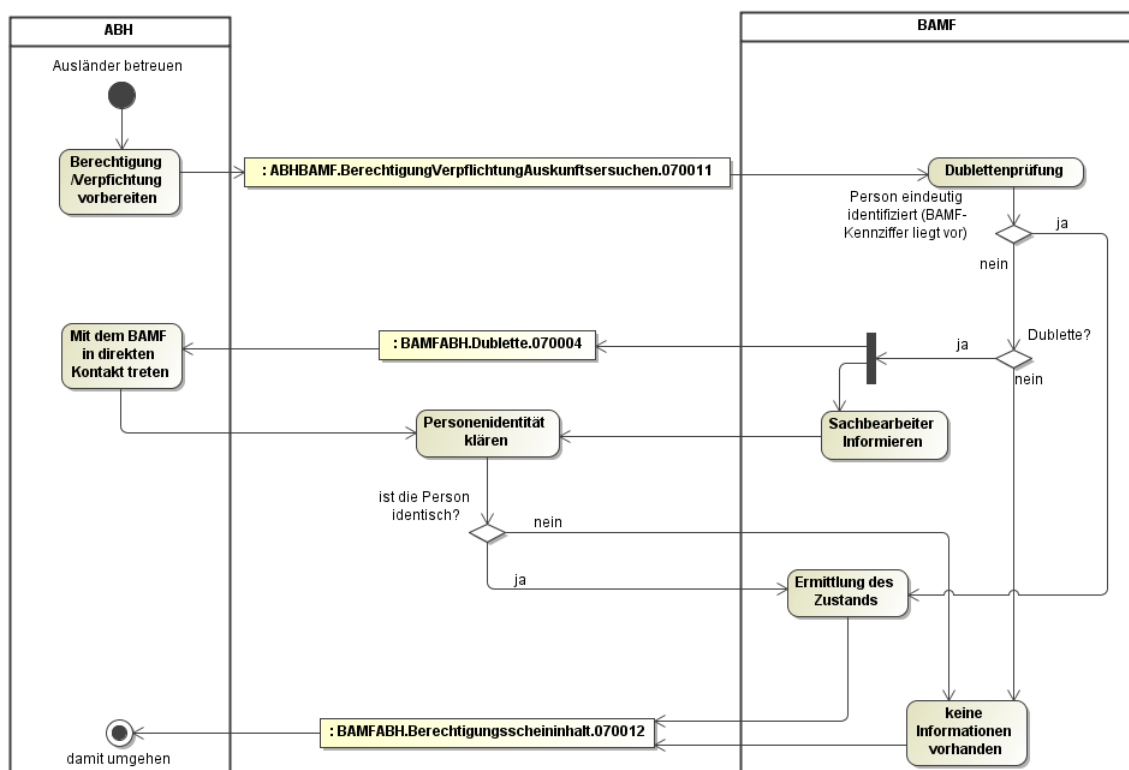 ABH
BAMF
Ausländer betreuen
Berechtigung
/Verpfichtung
vorbereiten
: ABHBAMF.BerechtigungVerpflichtungAuskunftsersuchen.070011
Dublettenprüfung
Person eindeutig
identifiziert (BAMF-
Kennziffer liegt vor)
ja
nein
Mit dem BAMF
in direkten
Kontakt treten
: BAMFABH.Dublette.070004
ja
Dublette?
nein
Personenidentität
klären
Sachbearbeiter
Informieren
ist die Person
identisch?
nein
ja
Ermittlung des
Zustands
: BAMFABH.Berechtigungsscheininhalt.070012
keine
Informationen
vorhanden
damit umgehen